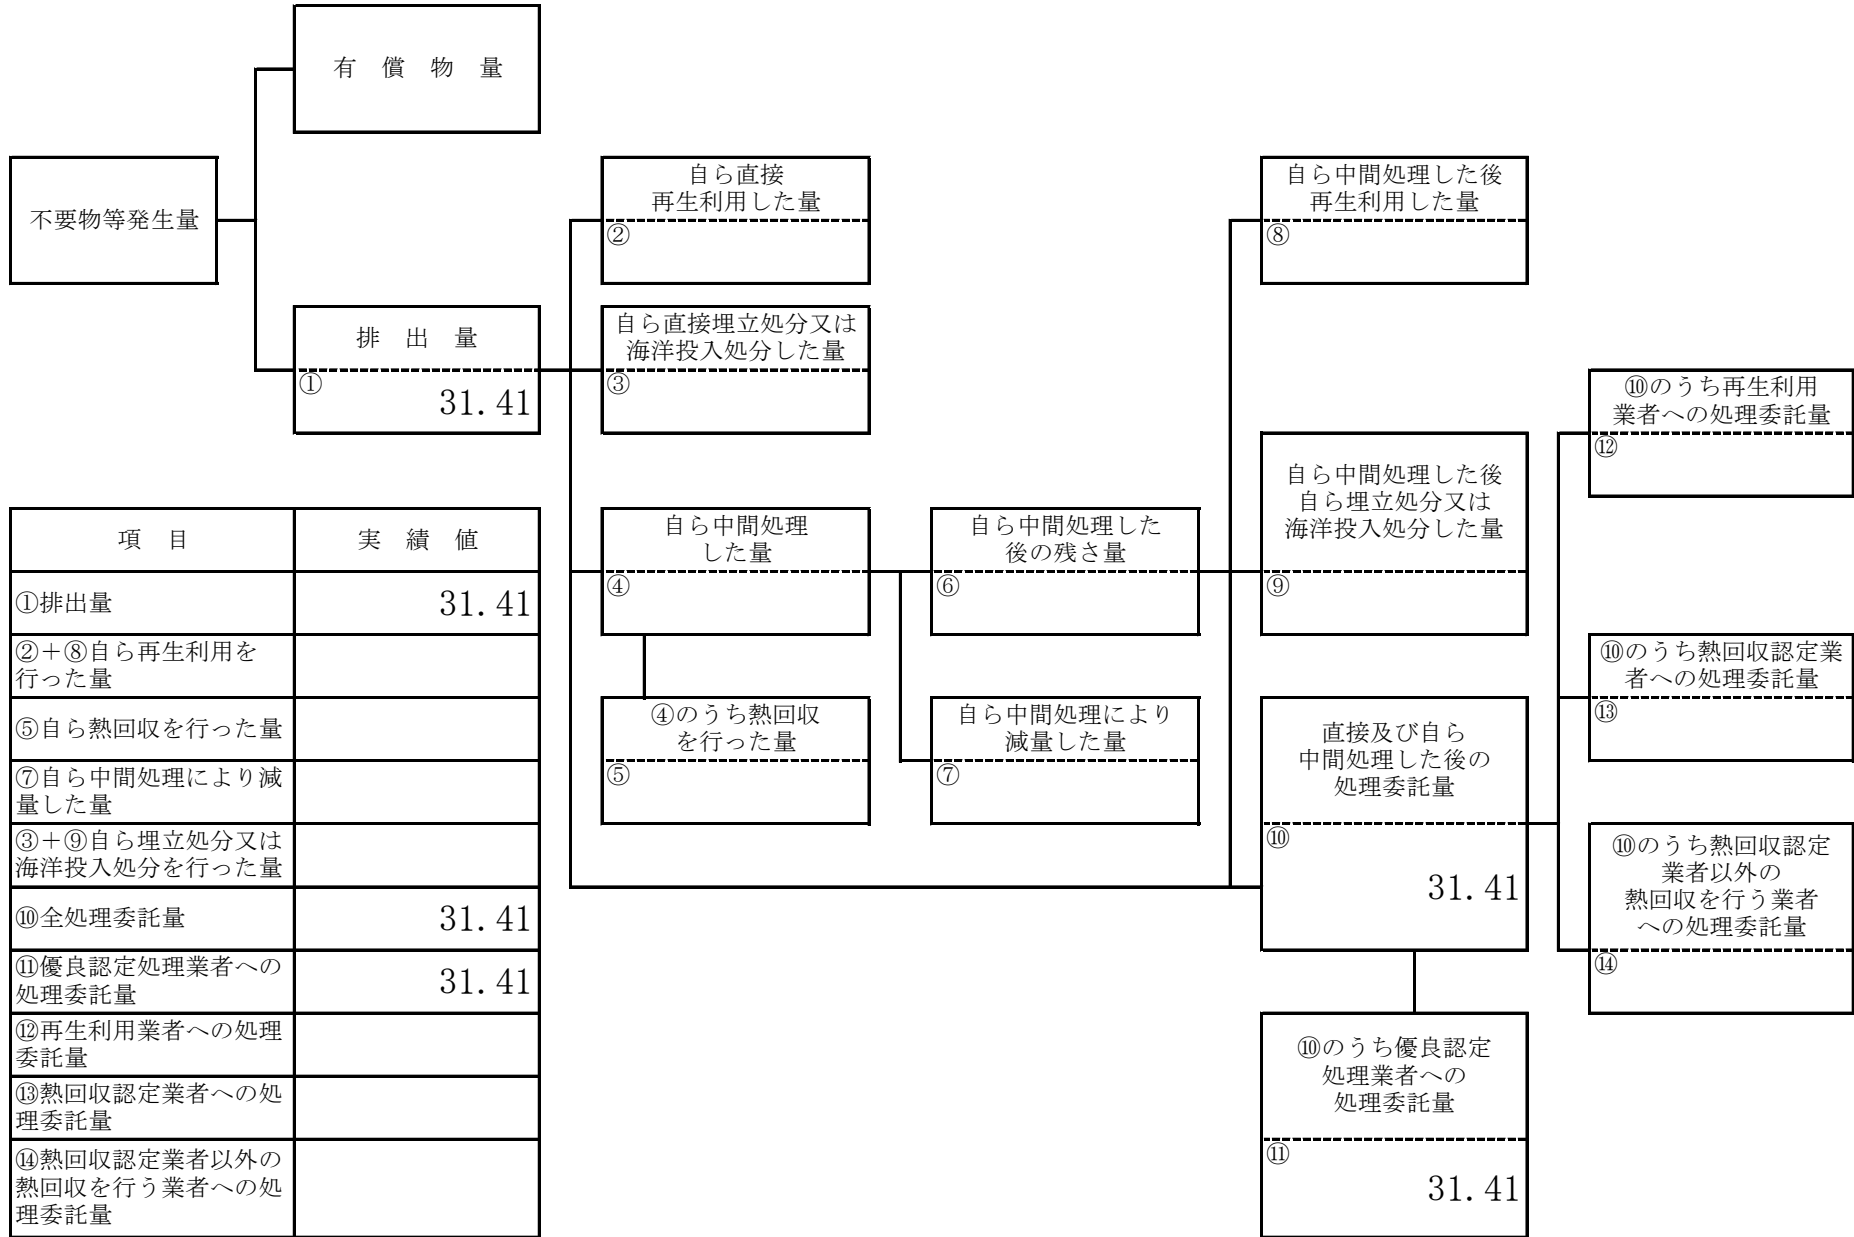 有償物量
不要物等発生量
排出量
①
31.41
自ら直接
再生利用した量
②
自ら直接埋立処分又は
海洋投入処分した量
③
自ら中間処理
した量
④
④のうち熱回収
を行った量
⑤
自ら中間処理した
後の残さ量
⑥
自ら中間処理により
減量した量
⑦
自ら中間処理した後
再生利用した量
⑧
自ら中間処理した後
自ら埋立処分又は
海洋投入処分した量
⑨
直接及び自ら
中間処理した後の
処理委託量
⑩
31.41
⑩のうち優良認定
処理業者への
処理委託量
⑪
31.41
⑩のうち再生利用
業者への処理委託量
⑫
⑩のうち熱回収認定業
者への処理委託量
⑬
⑩のうち熱回収認定
業者以外の
熱回収を行う業者
への処理委託量
⑭
項目 実績値
①排出量 31.41
②＋⑧自ら再生利用を
行った量
⑤自ら熱回収を行った量
⑦自ら中間処理により減
量した量
③＋⑨自ら埋立処分又は
海洋投入処分を行った量
⑩全処理委託量 31.41
⑪優良認定処理業者への
処理委託量 31.41
⑫再生利用業者への処理
委託量
⑬熱回収認定業者への処
理委託量
⑭熱回収認定業者以外の
熱回収を行う業者への処
理委託量